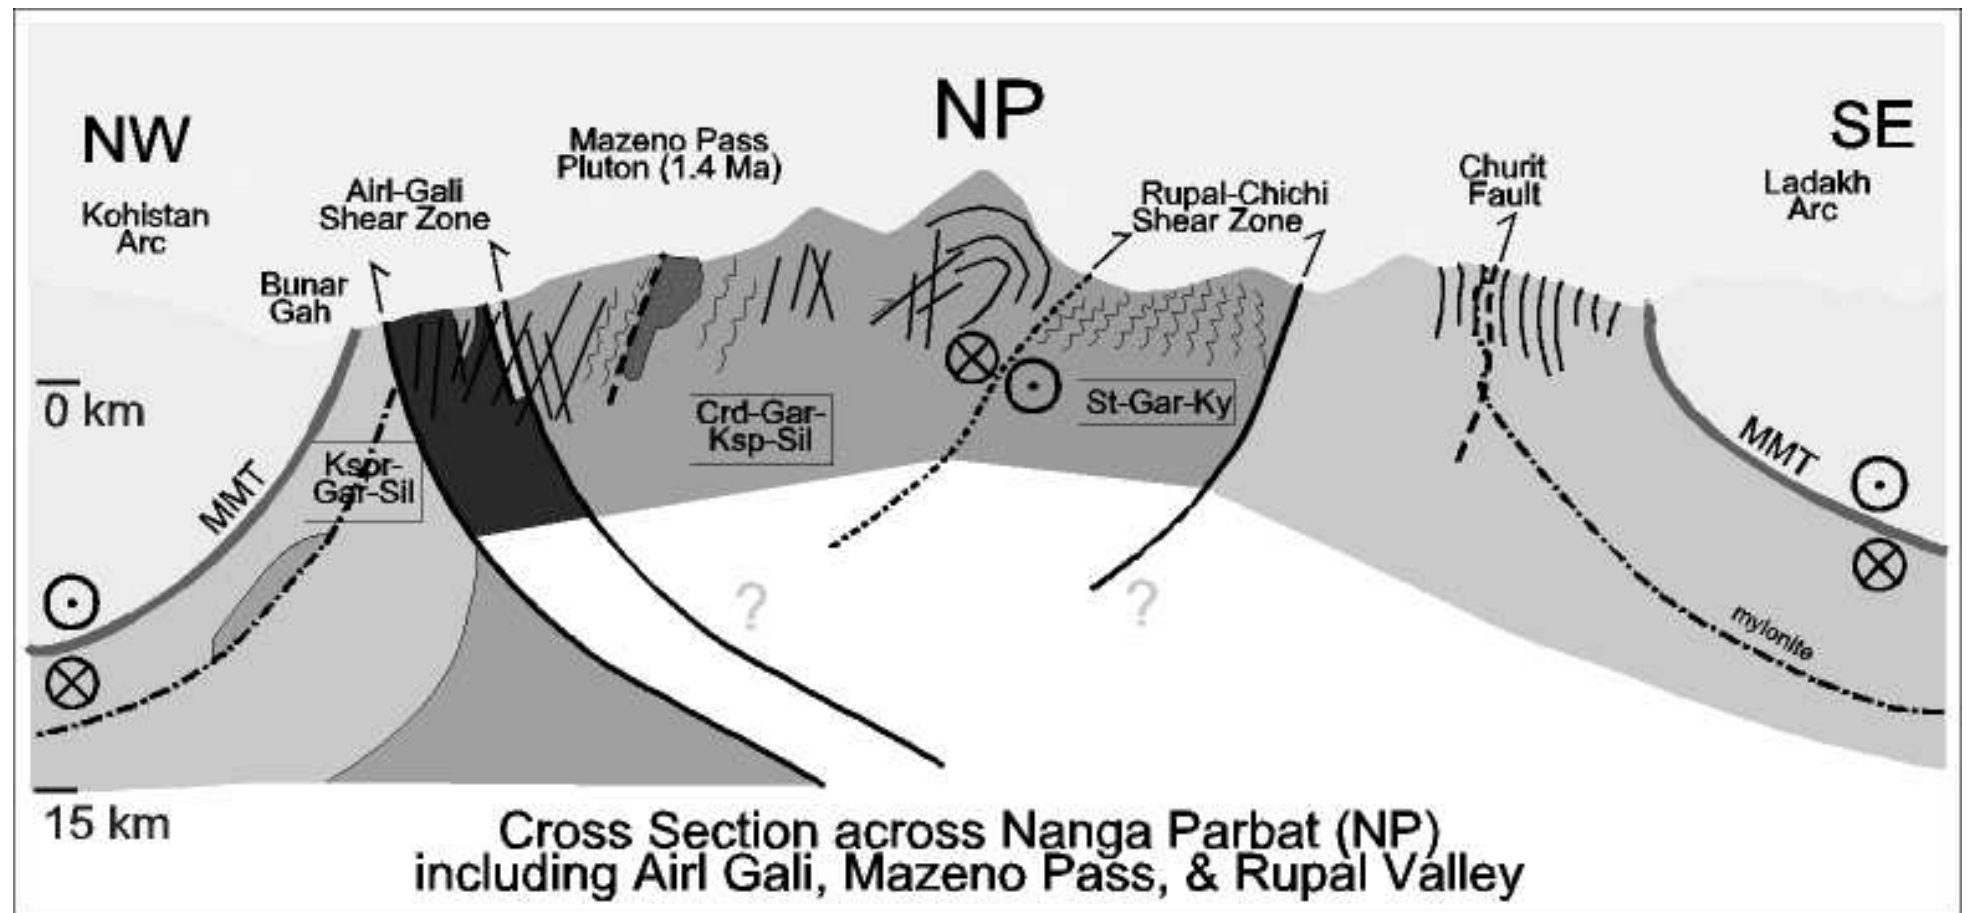 NP
NW
SE
Mazeno Pass
Pluton (1.4 Ma)
Churit
Fault
Airl-Gali
Shear Zone
Rupal-Chichi
Shear Zone
Ladakh
Arc
Kohistan
Arc
Bunar
Gah
0 km
Crd-Gar-
Ksp-Sil
St-Gar-Ky
MMT
Kspr-
Gar-Sil
MMT
?
?
mylonite
15 km
Cross Section across Nanga Parbat (NP)
including Airl Gali, Mazeno Pass, & Rupal Valley